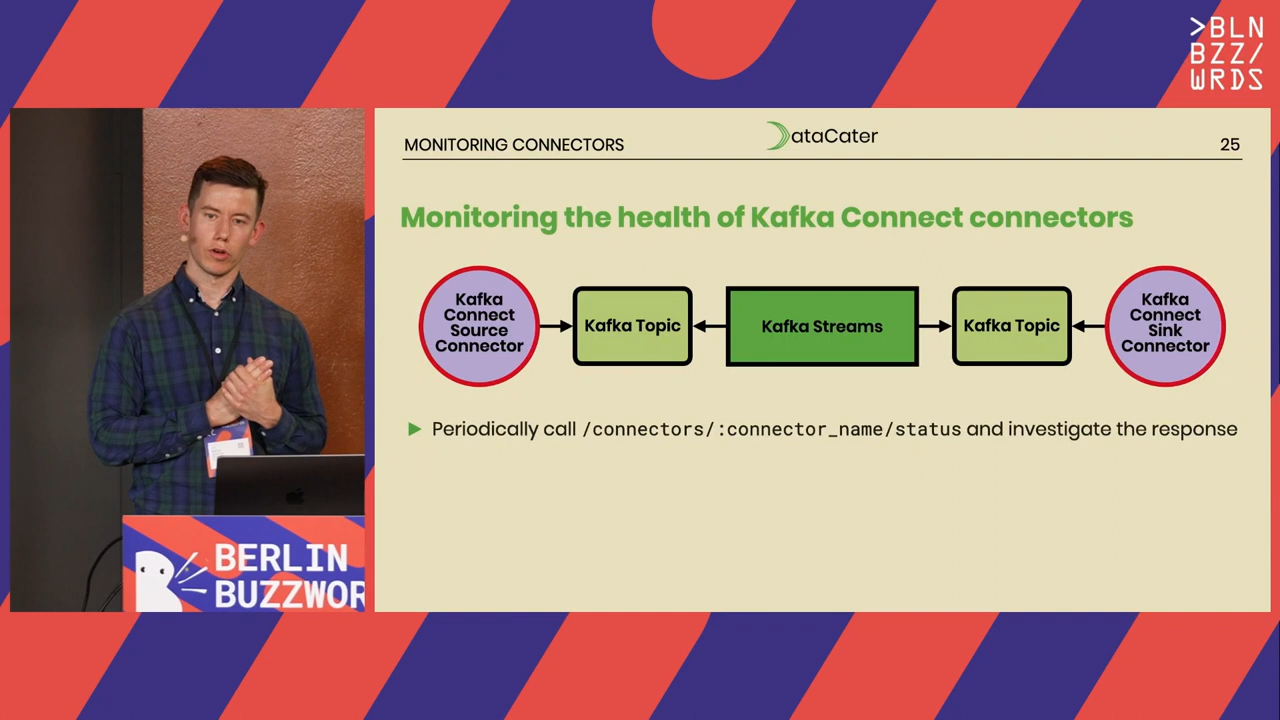 >BLN
BZZ/
WRDS
MONITORING CONNECTORS
DataCater
25
Monitoring the health of Kafka Connect connectors
Kafka
Connect
Source
Connector
Kafka Topic
Kafka Streams
Kafka Topic
Kafka
Connect
Sink
Connector
Periodically call /connectors/:connector_name/status and investigate the response
BERLIN
BUZZWOR